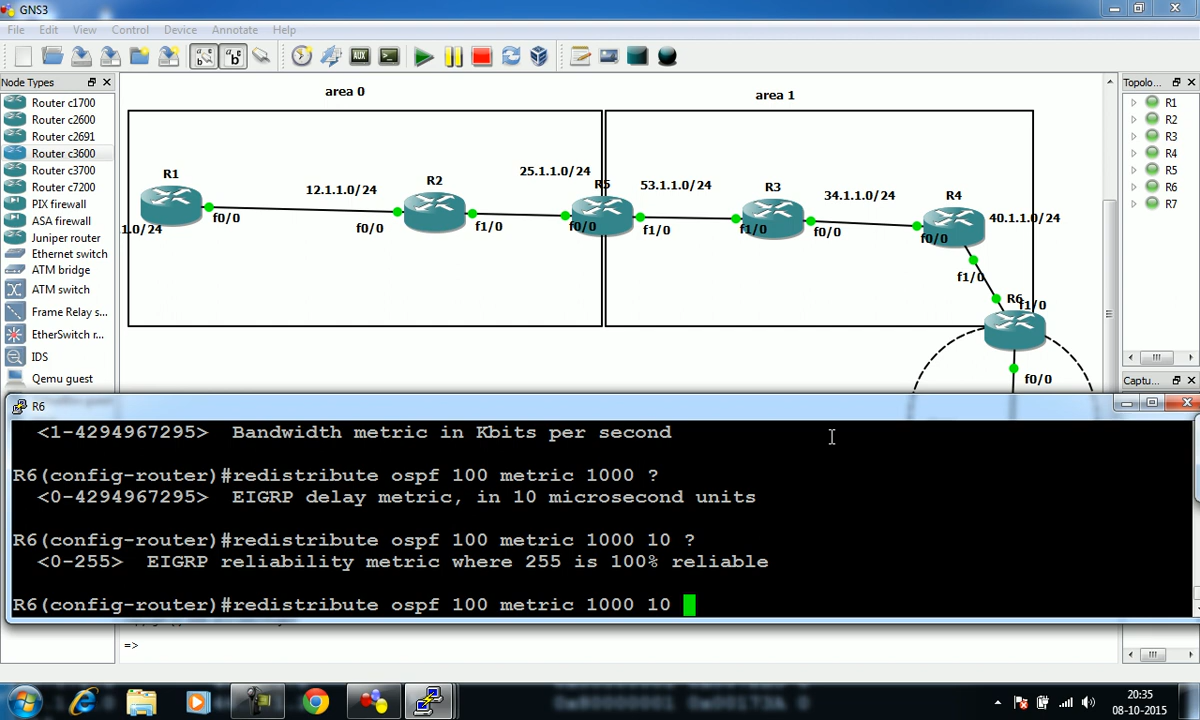 GNS3
File Edit View Control Device Annotate Help
Node Types
Router c1700
Router c2600
Router c2691
Router c3600
Router c3700
Router c7200
PIX firewall
ASA firewall
Juniper router
Ethernet switch
ATM bridge
ATM switch
Frame Relay s...
EtherSwitch r...
IDS
Qemu guest
area 0
area 1
R1
12.1.1.0/24
R2
25.1.1.0/24
R5
53.1.1.0/24
R3
34.1.1.0/24
R4
40.1.1.0/24
1.0/24
f0/0
f0/0
f1/0
f0/0
f1/0
f1/0
f0/0
f0/0
f1/0
R6
f1/0
f0/0
Topolo...
R1
R2
R3
R4
R5
R6
R7
Captu...
R6
<1-4294967295> Bandwidth metric in Kbits per second
R6(config-router)#redistribute ospf 100 metric 1000 ?
<0-4294967295> EIGRP delay metric, in 10 microsecond units
R6(config-router)#redistribute ospf 100 metric 1000 10 ?
<0-255> EIGRP reliability metric where 255 is 100% reliable
R6(config-router)#redistribute ospf 100 metric 1000 10
=>
20:35
08-10-2015